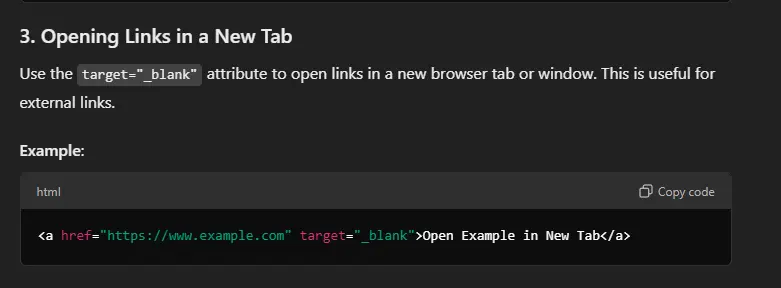 3. Opening Links in a New Tab
Use the target="_blank" attribute to open links in a new browser tab or window. This is useful for
external links.
Example:
html
Copy code
<a href="https://www.example.com" target="_blank">Open Example in New Tab</a>